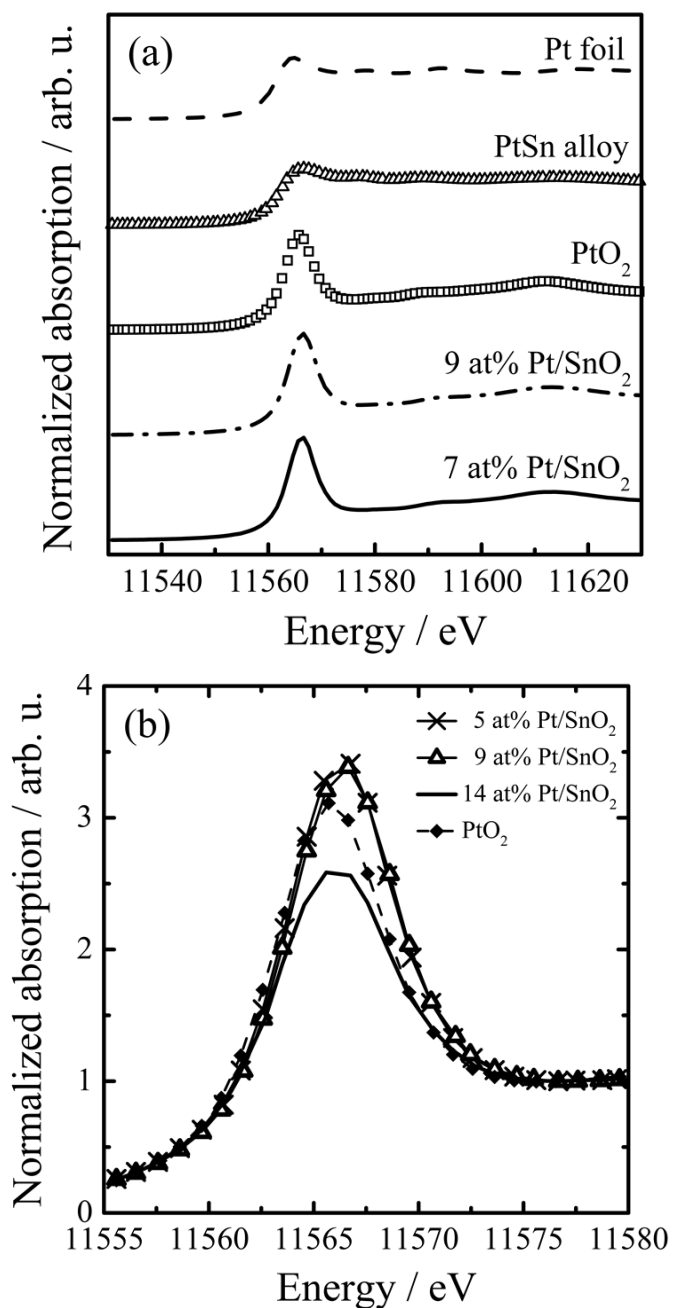 (a)
Pt foil
PtSn alloy
PtO₂
9 at% Pt/SnO₂
7 at% Pt/SnO₂
Normalized absorption / arb. u.
11540 11560 11580 11600 11620
Energy / eV
(b)
5 at% Pt/SnO₂
9 at% Pt/SnO₂
14 at% Pt/SnO₂
PtO₂
4
3
2
1
0
Normalized absorption / arb. u.
11555 11560 11565 11570 11575 11580
Energy / eV